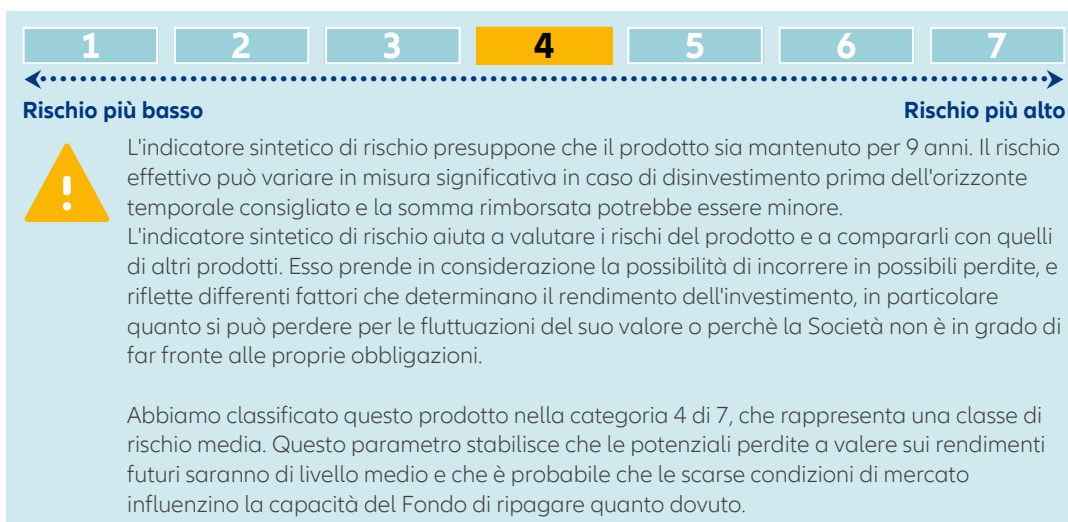 1 2 3 4 5 6 7
Rischio più basso Rischio più alto
L'indicatore sintetico di rischio presuppone che il prodotto sia mantenuto per 9 anni. Il rischio
effettivo può variare in misura significativa in caso di disinvestimento prima dell'orizzonte
temporale consigliato e la somma rimborsata potrebbe essere minore.
L'indicatore sintetico di rischio aiuta a valutare i rischi del prodotto e a compararli con quelli
di altri prodotti. Esso prende in considerazione la possibilità di incorrere in possibili perdite, e
riflette differenti fattori che determinano il rendimento dell'investimento, in particolare
quanto si può perdere per le fluttuazioni del suo valore o perchè la Società non è in grado di
far fronte alle proprie obbligazioni.
Abbiamo classificato questo prodotto nella categoria 4 di 7, che rappresenta una classe di
rischio media. Questo parametro stabilisce che le potenziali perdite a valere sui rendimenti
futuri saranno di livello medio e che è probabile che le scarse condizioni di mercato
influenzino la capacità del Fondo di ripagare quanto dovuto.